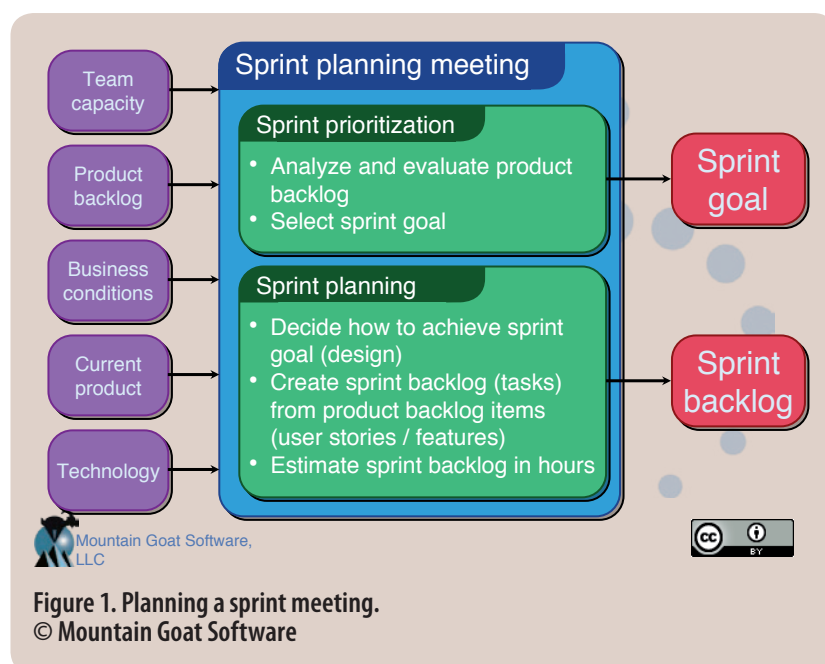 Team
capacity
Product
backlog
Business
conditions
Current
product
Technology
Sprint planning meeting
Sprint prioritization
• Analyze and evaluate product
backlog
• Select sprint goal
Sprint planning
• Decide how to achieve sprint
goal (design)
• Create sprint backlog (tasks)
from product backlog items
(user stories / features)
• Estimate sprint backlog in hours
Sprint
goal
Sprint
backlog
Mountain Goat Software,
LLC
cc
BY
Figure 1. Planning a sprint meeting.
© Mountain Goat Software